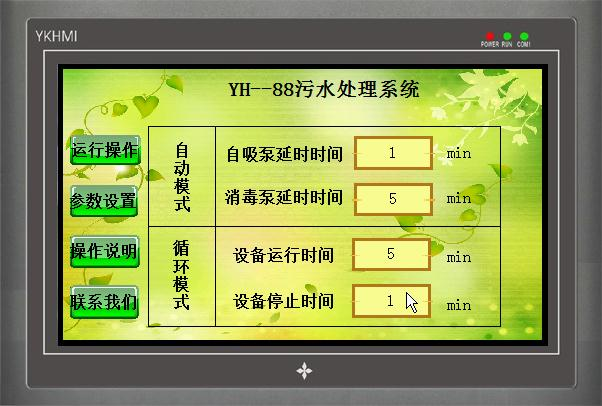 YKHMI
POWER RUN COM1
YH--88污水处理系统
运行操作
参数设置
操作说明
联系我们
自动模式
自吸泵延时时间 1 min
消毒泵延时时间 5 min
循环模式
设备运行时间 5 min
设备停止时间 1 min